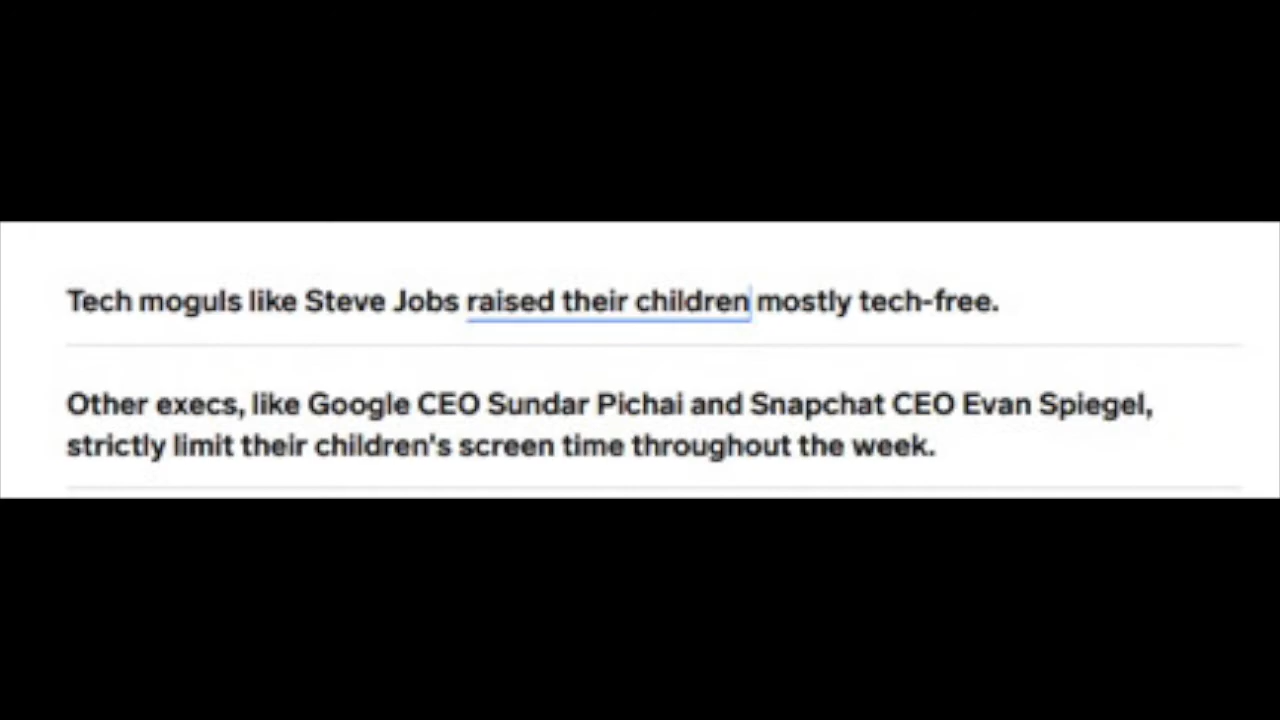 Tech moguls like Steve Jobs raised their children mostly tech-free.
Other execs, like Google CEO Sundar Pichai and Snapchat CEO Evan Spiegel,
strictly limit their children's screen time throughout the week.